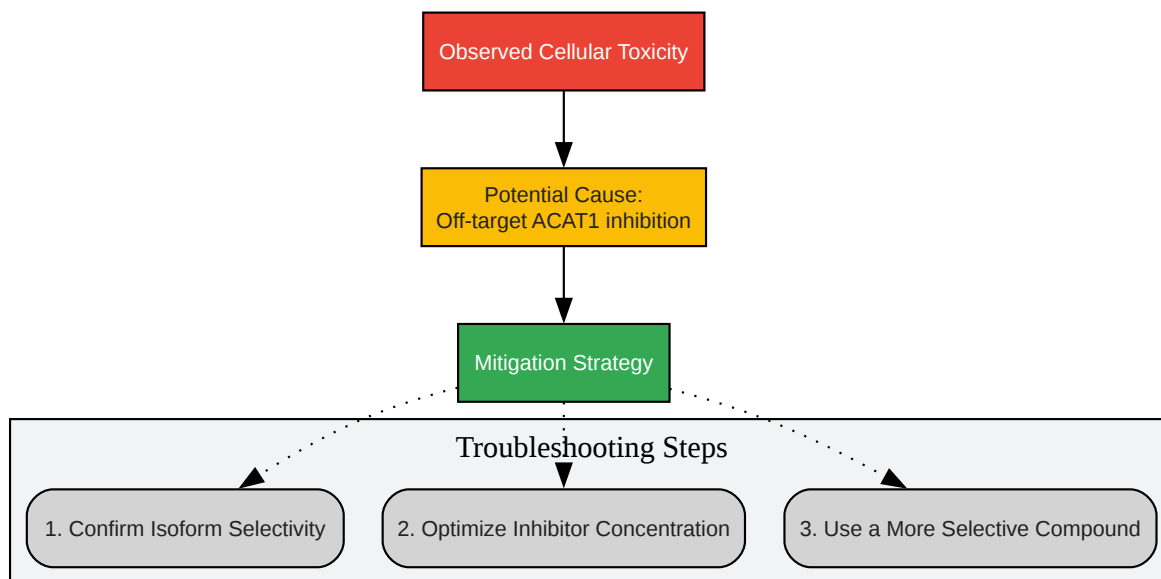 Observed Cellular Toxicity
Potential Cause:
Off-target ACAT1 inhibition
Mitigation Strategy
Troubleshooting Steps
1. Confirm Isoform Selectivity
2. Optimize Inhibitor Concentration
3. Use a More Selective Compound